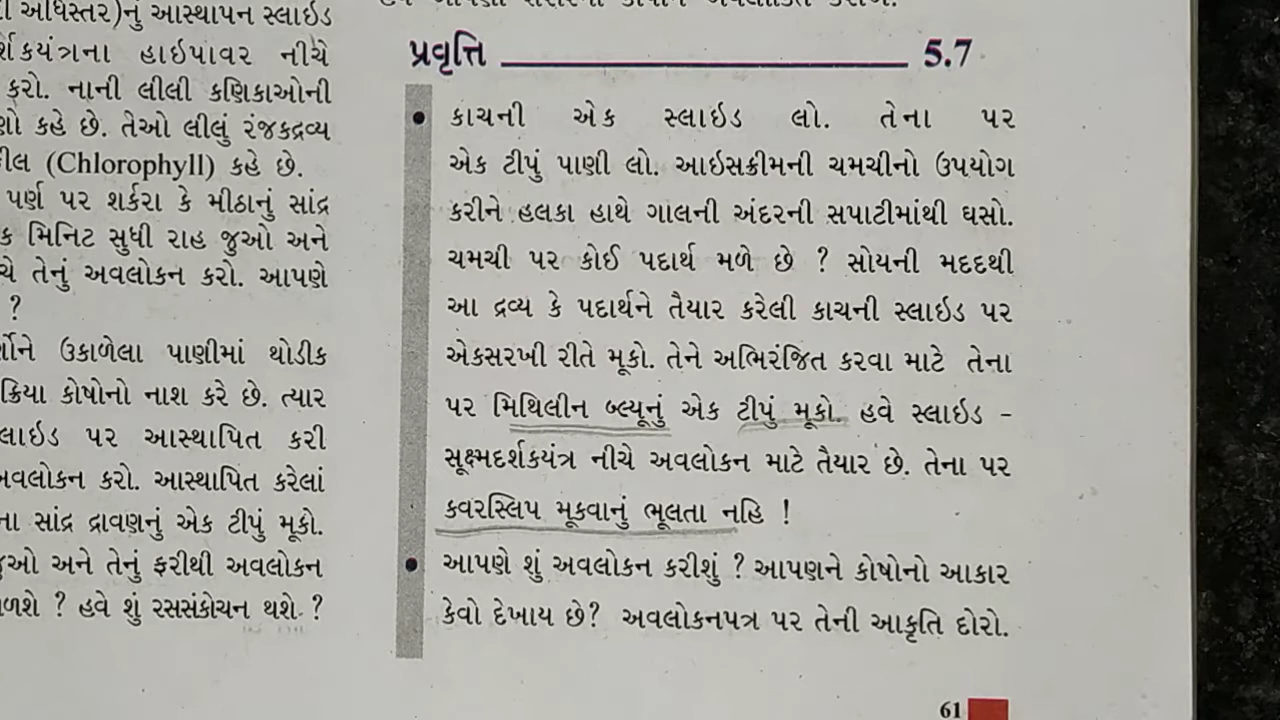 અધિસ્તર)નું આસ્થાપન સ્લાઇડ
ર્શકયંત્રના હાઇપાવર નીચે
કરો. નાની લીલી કણિકાઓની
કહે છે. તેઓ લીલું રંજકદ્રવ્ય
(Chlorophyll) કહે છે.
પર્ણ પર શર્કરા કે મીઠાનું સાંદ્ર
ક મિનિટ સુધી રાહ જુઓ અને
ચે તેનું અવલોકન કરો. આપણે
?
ઉકાળેલા પાણીમાં થોડીક
ક્રિયા કોષોનો નાશ કરે છે. ત્યાર
લાઇડ પર આસ્થાપિત કરી
અવલોકન કરો. આસ્થાપિત કરેલાં
ના સાંદ્ર દ્રાવણનું એક ટીપું મૂકો.
જુઓ અને તેનું ફરીથી અવલોકન
ળશે ? હવે શું રસસંકોચન થશે ?
પ્રવૃત્તિ 5.7
• કાચની એક સ્લાઇડ લો. તેના પર
એક ટીપું પાણી લો. આઇસક્રીમની ચમચીનો ઉપયોગ
કરીને હલકા હાથે ગાલની અંદરની સપાટીમાંથી ઘસો.
ચમચી પર કોઈ પદાર્થ મળે છે ? સોયની મદદથી
આ દ્રવ્ય કે પદાર્થને તૈયાર કરેલી કાચની સ્લાઇડ પર
એકસરખી રીતે મૂકો. તેને અભિરંજિત કરવા માટે તેના
પર મિથિલીન બ્લ્યૂનું એક ટીપું મૂકો. હવે સ્લાઇડ -
સૂક્ષ્મદર્શકયંત્ર નીચે અવલોકન માટે તૈયાર છે. તેના પર
કવરસ્લિપ મૂકવાનું ભૂલતા નહિ !
• આપણે શું અવલોકન કરીશું ? આપણને કોષોનો આકાર
કેવો દેખાય છે? અવલોકનપત્ર પર તેની આકૃતિ દોરો.
61